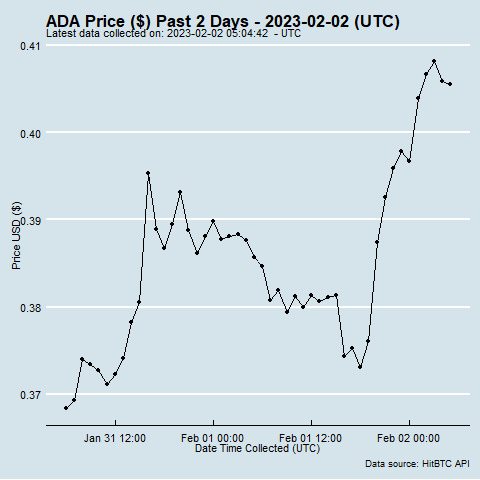 ADA Price ($) Past 2 Days - 2023-02-02 (UTC)
Latest data collected on: 2023-02-02 05:04:42 - UTC
0.41
0.40
0.39
0.38
0.37
Price USD ($)
Jan 31 12:00 Feb 01 00:00 Feb 01 12:00 Feb 02 00:00
Date Time Collected (UTC)
Data source: HitBTC API